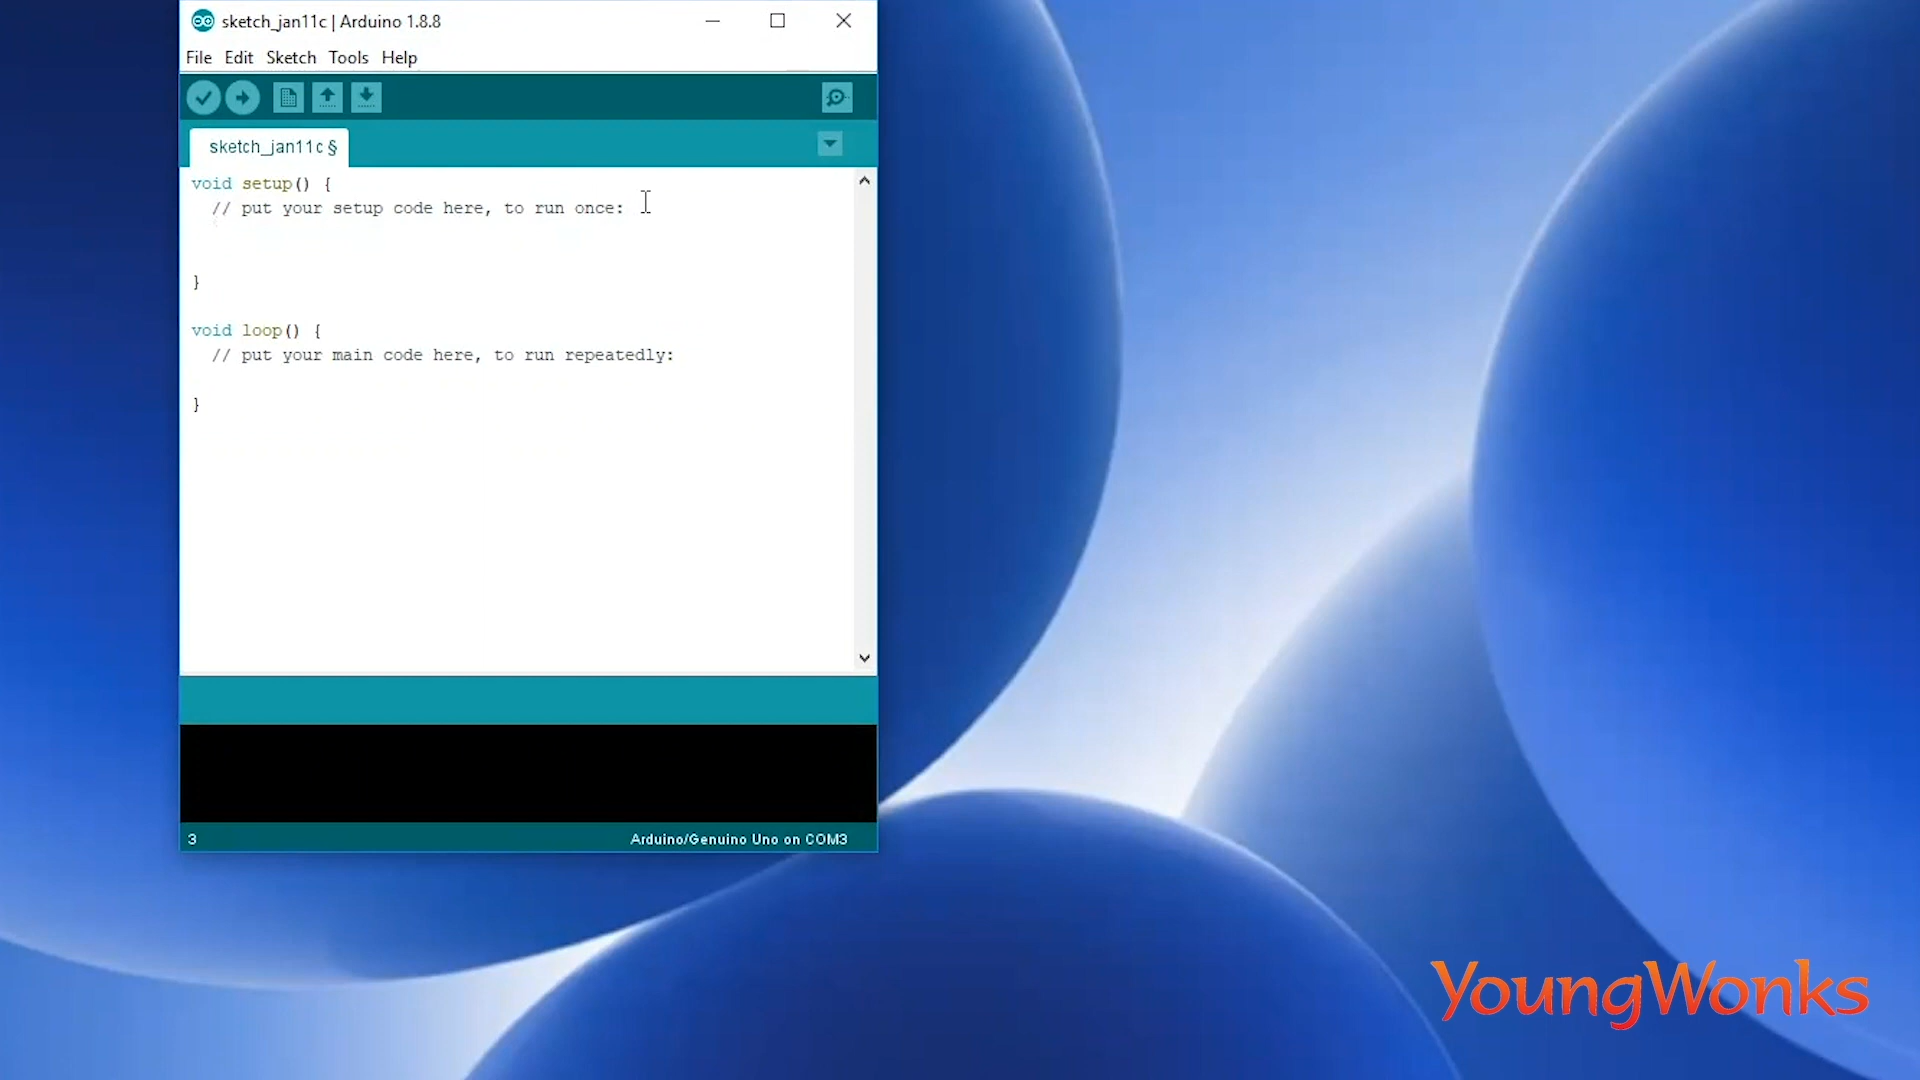 sketch_jan11c | Arduino 1.8.8
File Edit Sketch Tools Help
sketch_jan11c §
void setup() {
// put your setup code here, to run once:
}
void loop() {
// put your main code here, to run repeatedly:
}
3
Arduino/Genuino Uno on COM3
YoungWonks